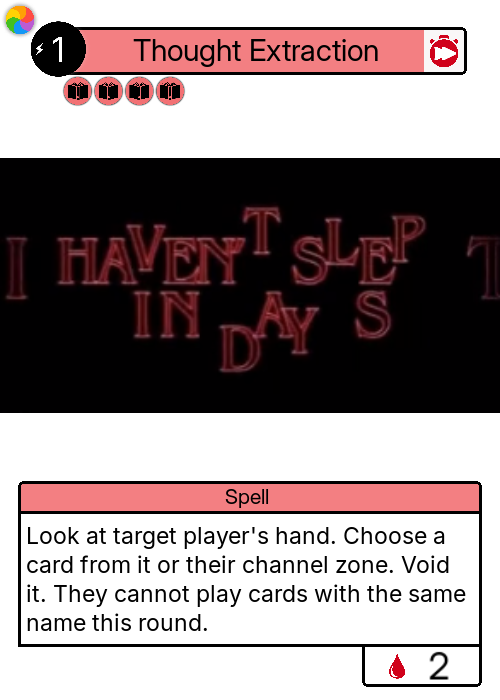 1 Thought Extraction
I HAVEN'T SLEP T
IN DAYS
Spell
Look at target player's hand. Choose a
card from it or their channel zone. Void
it. They cannot play cards with the same
name this round.
2